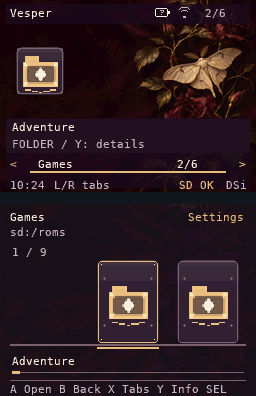 Vesper 2/6
Adventure
FOLDER / Y: details
< Games 2/6 >
10:24 L/R tabs SD OK DSi
Games Settings
sd:/roms
1 / 9
Adventure
A Open B Back X Tabs Y Info SEL